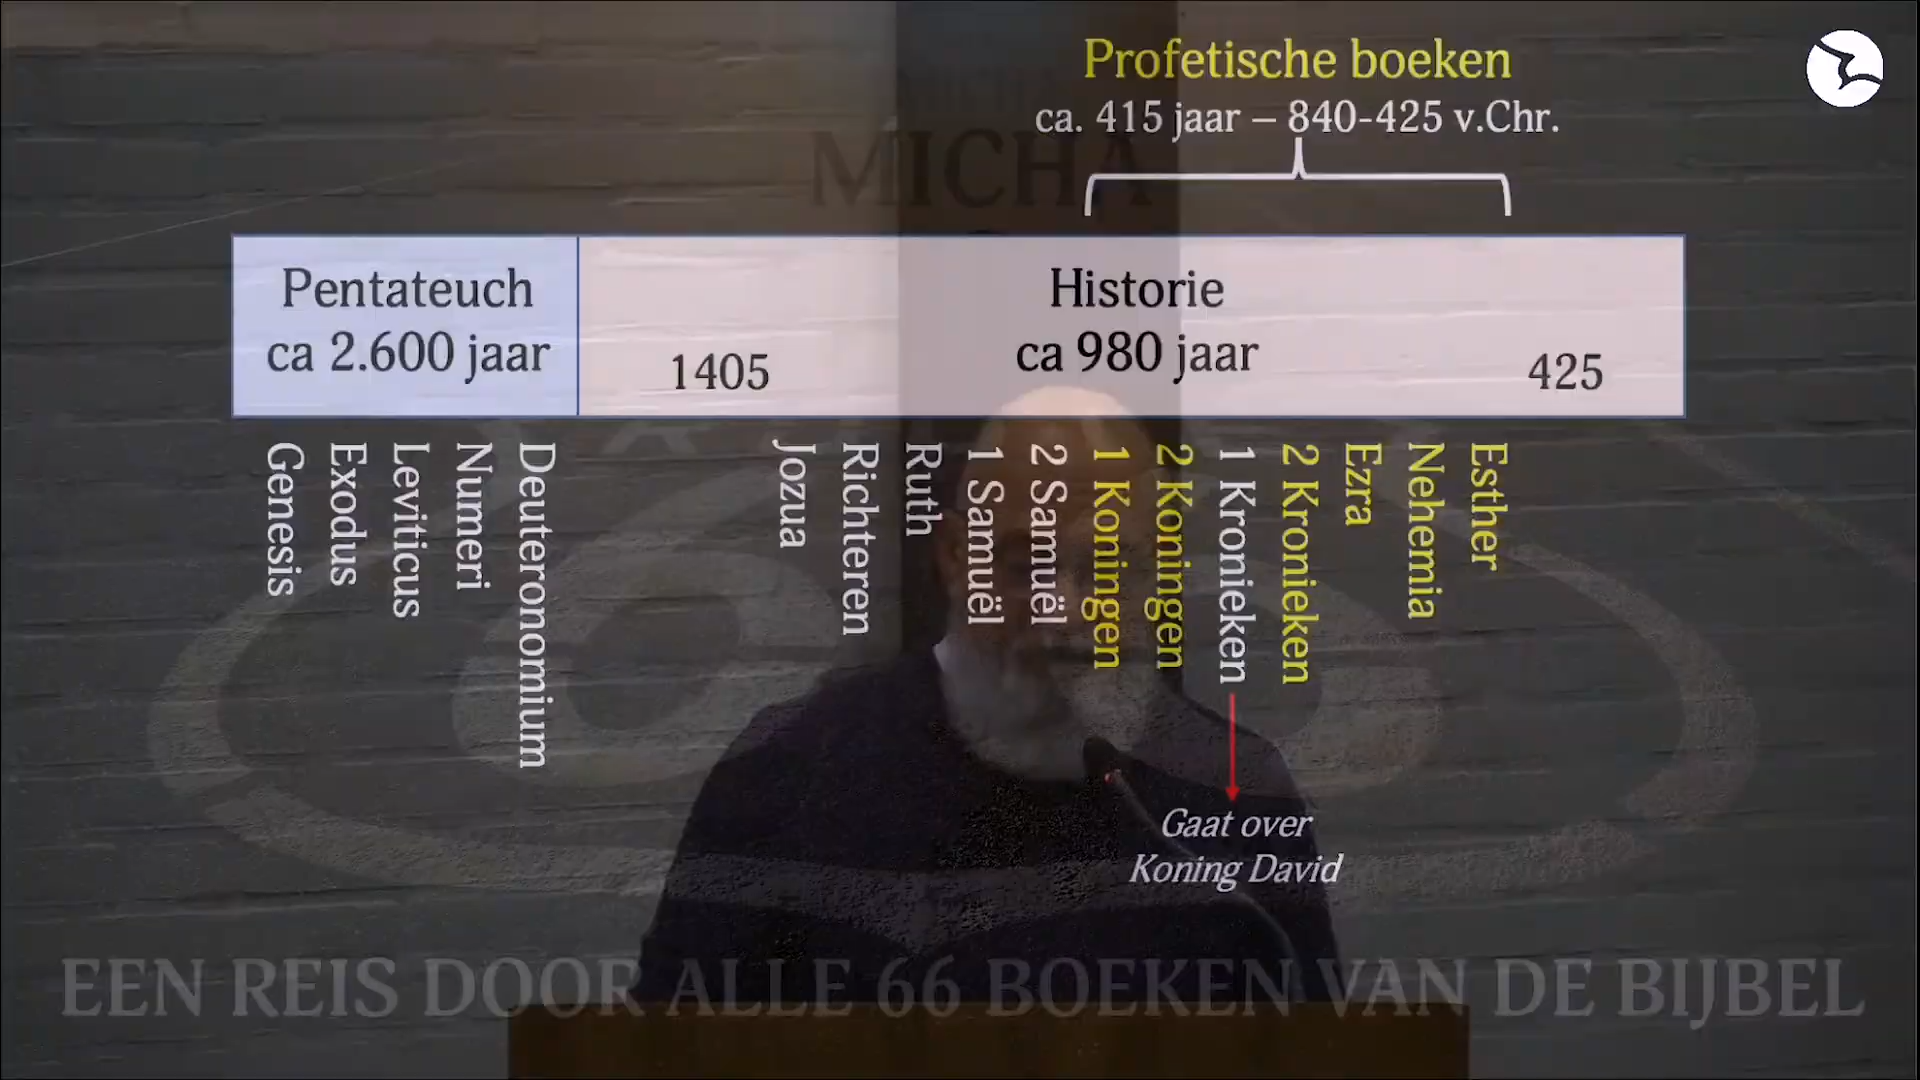 Profetische boeken
ca. 415 jaar – 840-425 v.Chr.
MICHA
Pentateuch
ca 2.600 jaar
Historie
ca 980 jaar
1405
425
Genesis
Exodus
Leviticus
Numeri
Deuteronomium
Jozua
Richteren
Ruth
1 Samuël
2 Samuël
1 Koningen
2 Koningen
1 Kronieken
2 Kronieken
Ezra
Nehemia
Esther
Gaat over
Koning David
EEN REIS DOOR ALLE 66 BOEKEN VAN DE BIJBEL